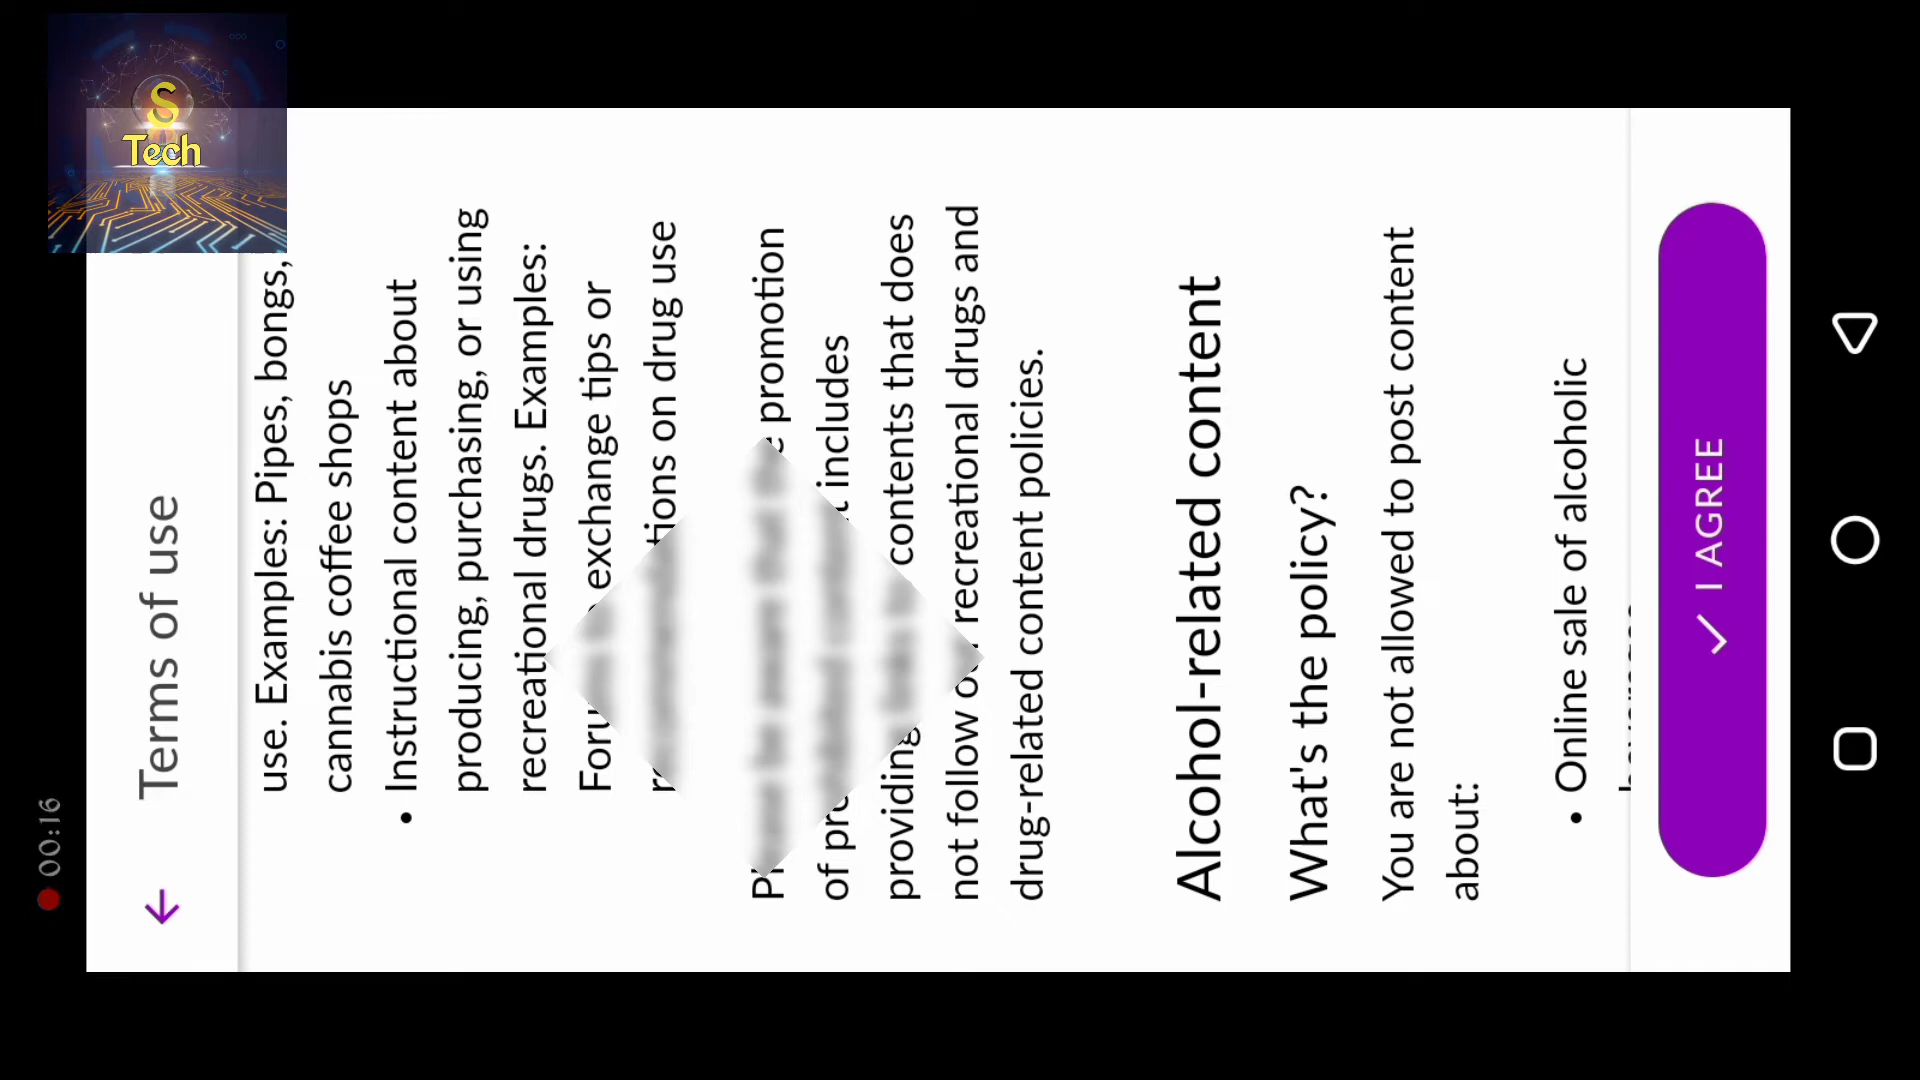 S
Tech
00:16
Terms of use
use. Examples: Pipes, bongs,
cannabis coffee shops
• Instructional content about
producing, purchasing, or using
recreational drugs. Examples:
exchange tips or
on drug use
promotion
of includes
contents that does
not follow recreational drugs and
drug-related content policies.
Alcohol-related content
What's the policy?
You are not allowed to post content
about:
• Online sale of alcoholic
I AGREE